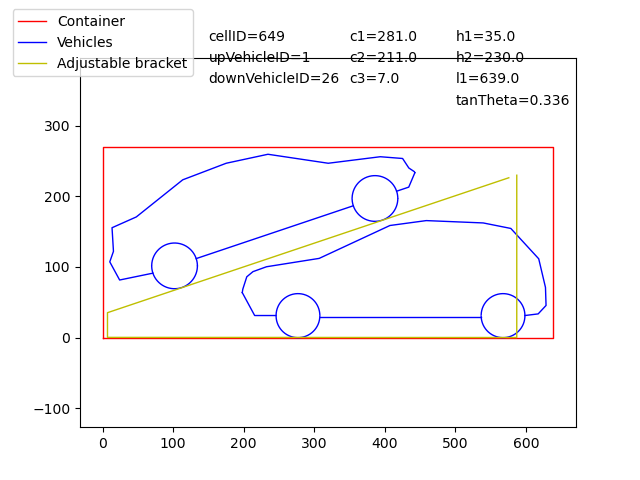 Container
Vehicles
Adjustable bracket
cellID=649 c1=281.0 h1=35.0
upVehicleID=1 c2=211.0 h2=230.0
downVehicleID=26 c3=7.0 l1=639.0
tanTheta=0.336
300
200
100
0
−100
0 100 200 300 400 500 600